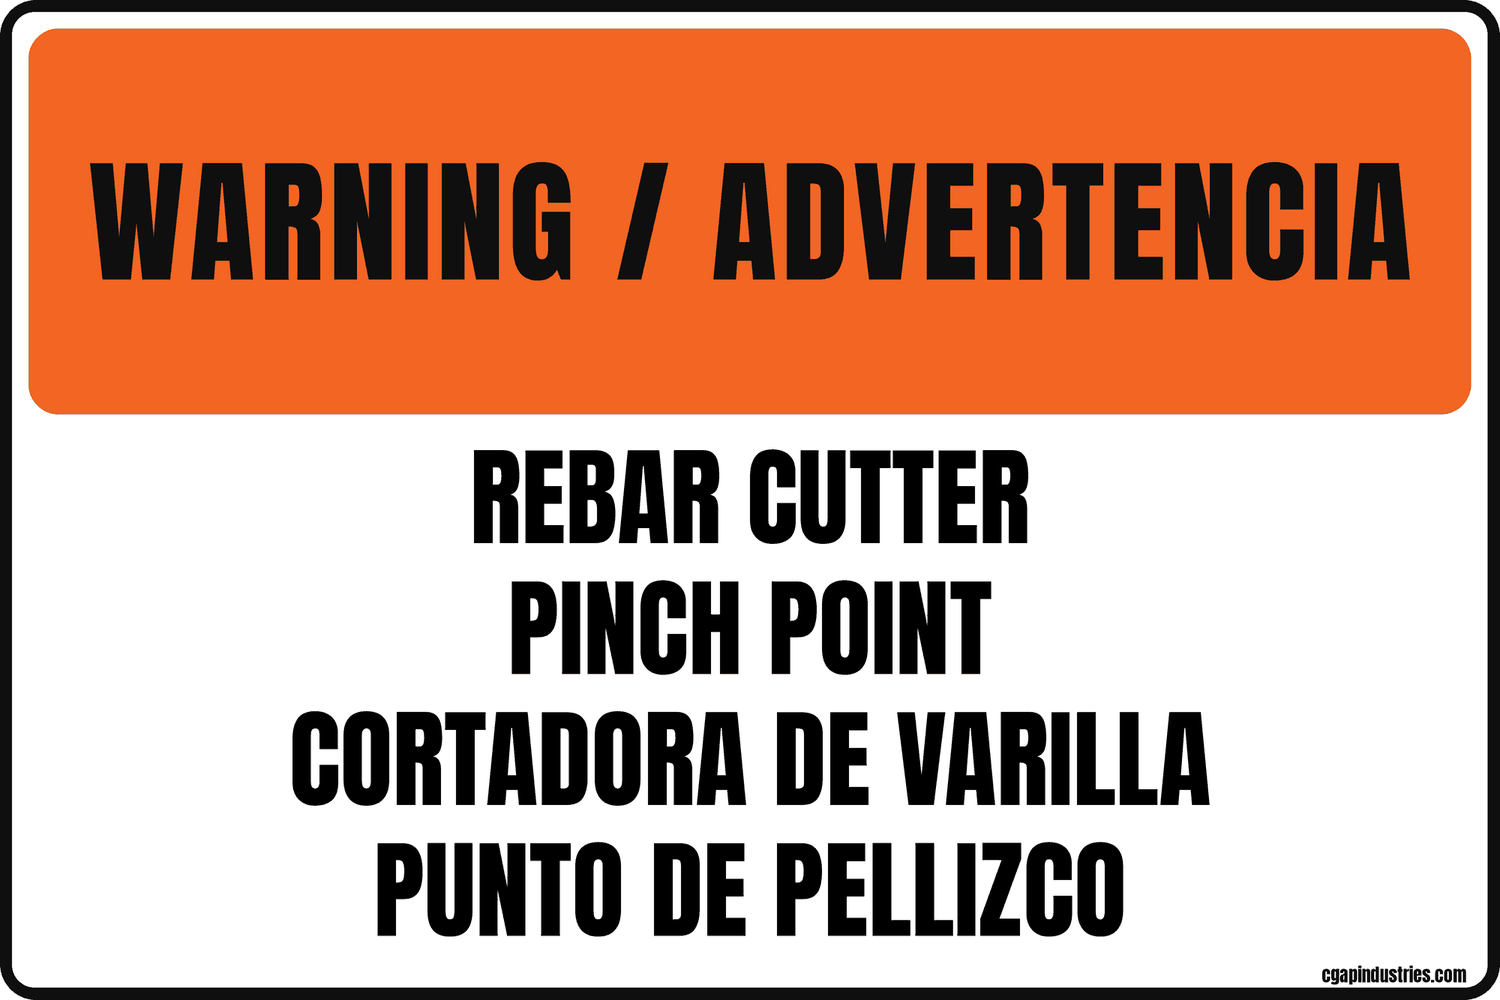 WARNING / ADVERTENCIA
REBAR CUTTER
PINCH POINT
CORTADORA DE VARILLA
PUNTO DE PELLIZCO
cgapindustries.com